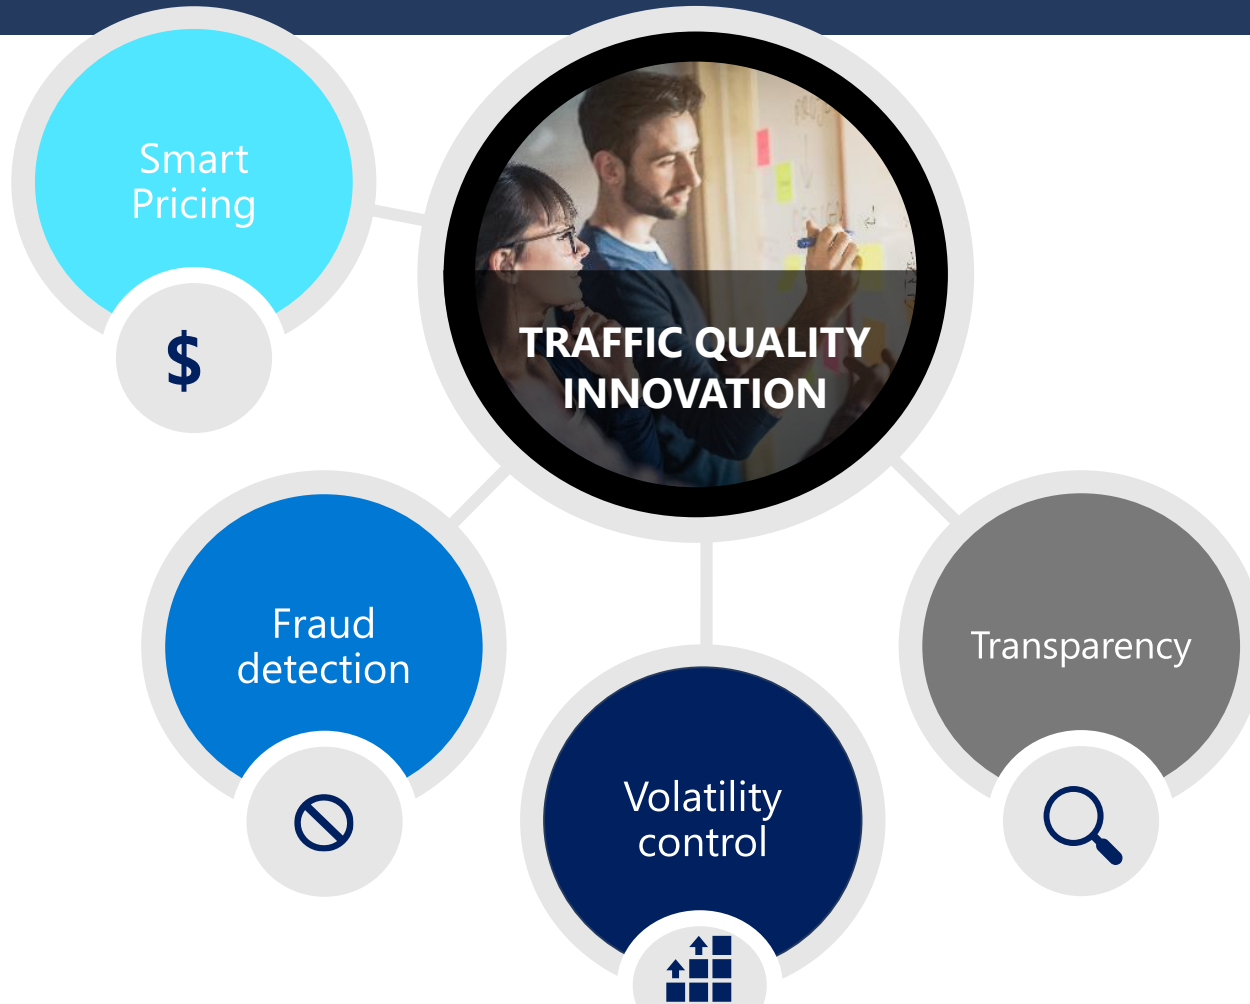 Smart
Pricing
$
TRAFFIC QUALITY
INNOVATION
Fraud
detection
Volatility
control
Transparency